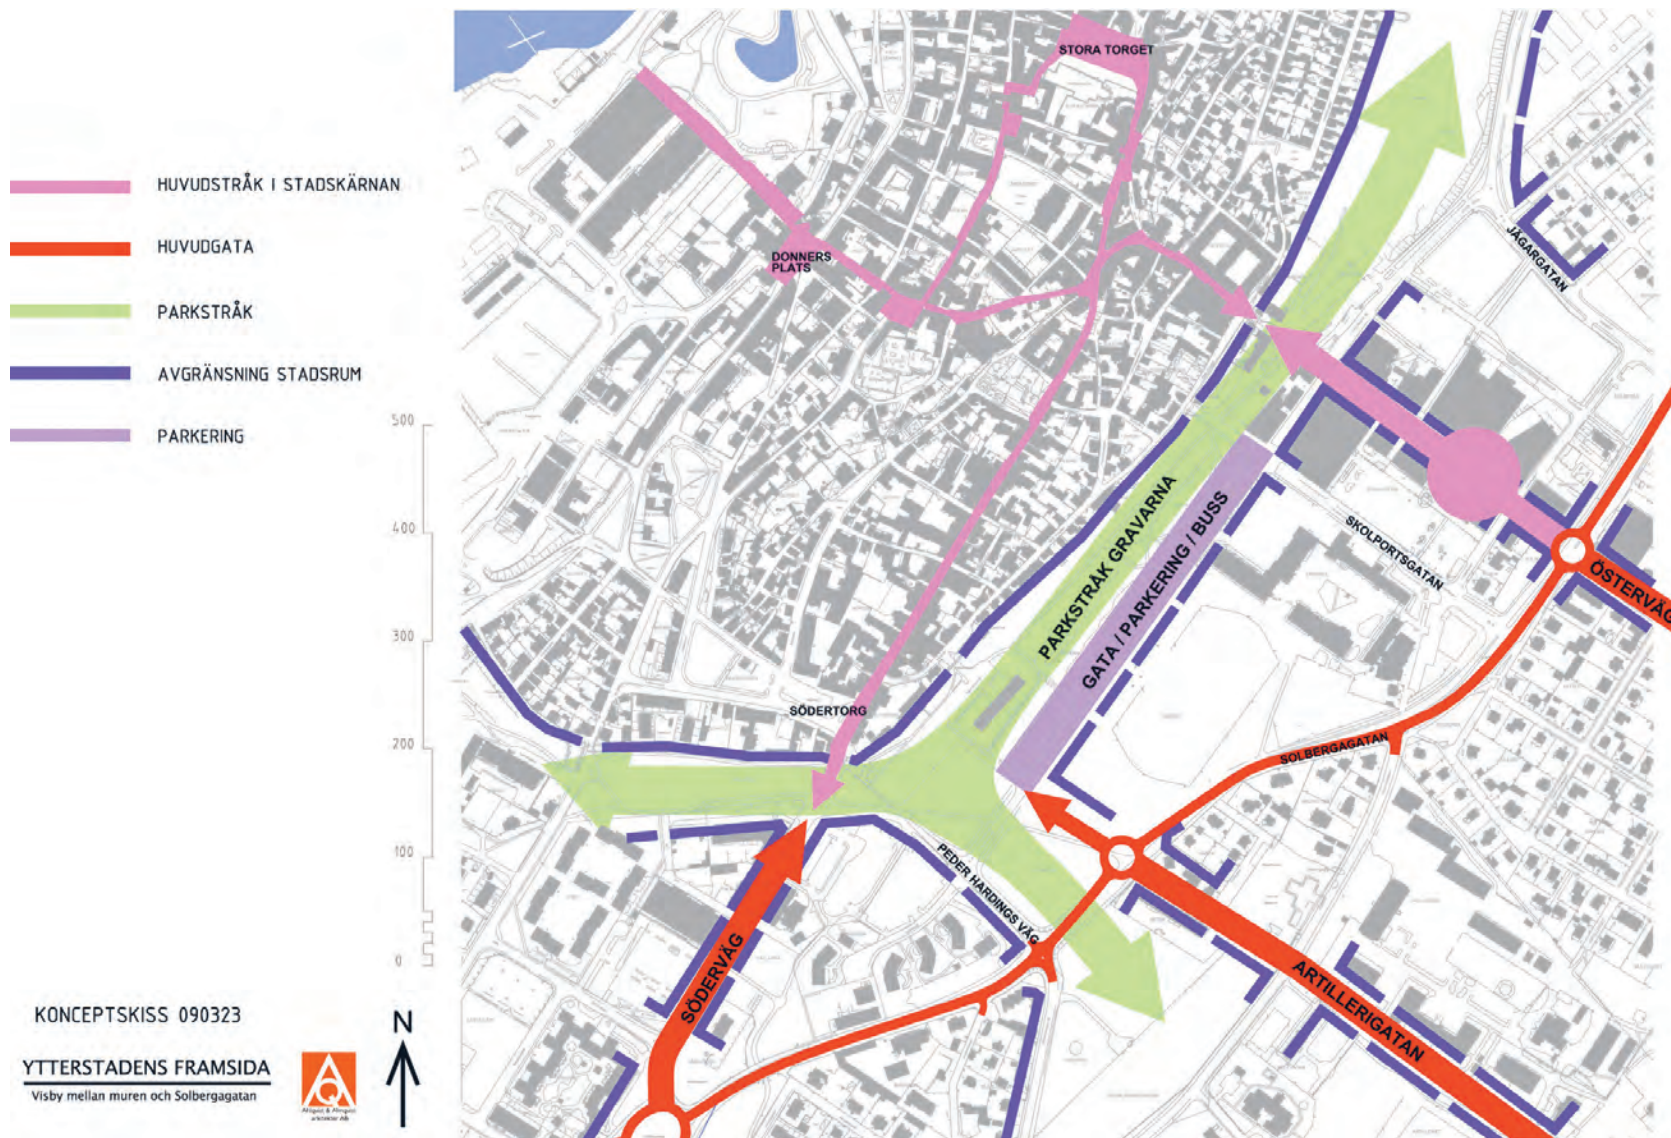 HUVUDSTRÅK I STADSKÄRNAN
HUVUDGATA
PARKSTRÅK
AVGRÄNSNING STADSRUM
PARKERING
500
400
300
200
100
0
STORA TORGET
DONNERS
PLATS
JÄGARGATAN
SKOLPORTSGATAN
ÖSTERVÄG
PARKSTRÅK GRAVARNA
GATA / PARKERING / BUSS
SÖDERTORG
SOLBERGAGATAN
PEDER HARDINGS VÄG
SÖDERVÄG
ARTILLERIGATAN
KONCEPTSKISS 090323
YTTERSTADENS FRAMSIDA
Visby mellan muren och Solbergagatan
N